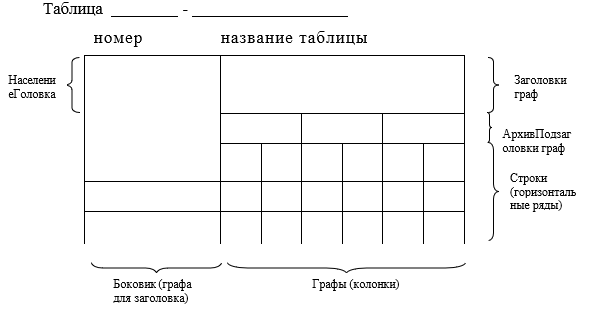 Таблица ________ - __________________
номер название таблицы
Населени
еГоловка
Заголовки
граф
АрхивПодзаг
оловки граф
Строки
(горизонталь
ные ряды)
Боковик (графа
для заголовка)
Графы (колонки)